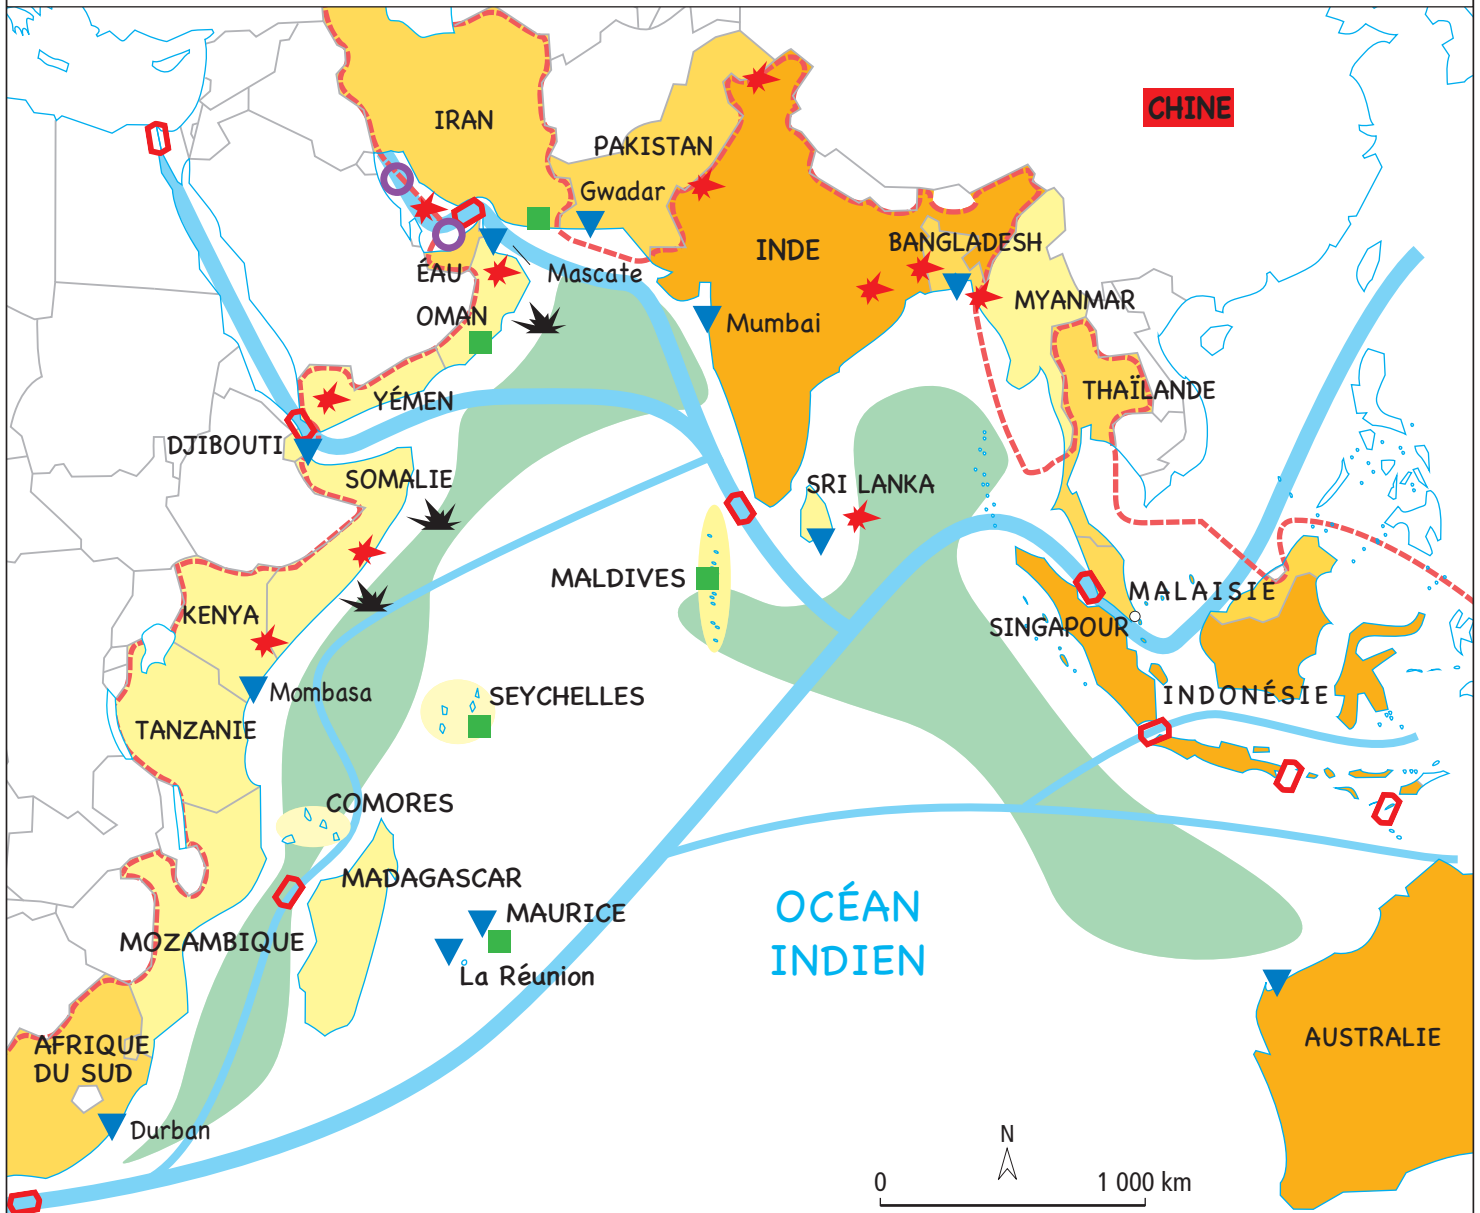 CHINE
IRAN
PAKISTAN
Gwadar
INDE
BANGLADESH
ÉAU
Mascate
MYANMAR
OMAN
Mumbai
THAÏLANDE
YÉMEN
DJIBOUTI
SOMALIE
SRI LANKA
MALDIVES
MALAISIE
KENYA
SINGAPOUR
Mombasa
SEYCHELLES
INDONÉSIE
TANZANIE
COMORES
MADAGASCAR
MAURICE
OCÉAN
INDIEN
MOZAMBIQUE
La Réunion
AFRIQUE
DU SUD
AUSTRALIE
Durban
N
0
1 000 km